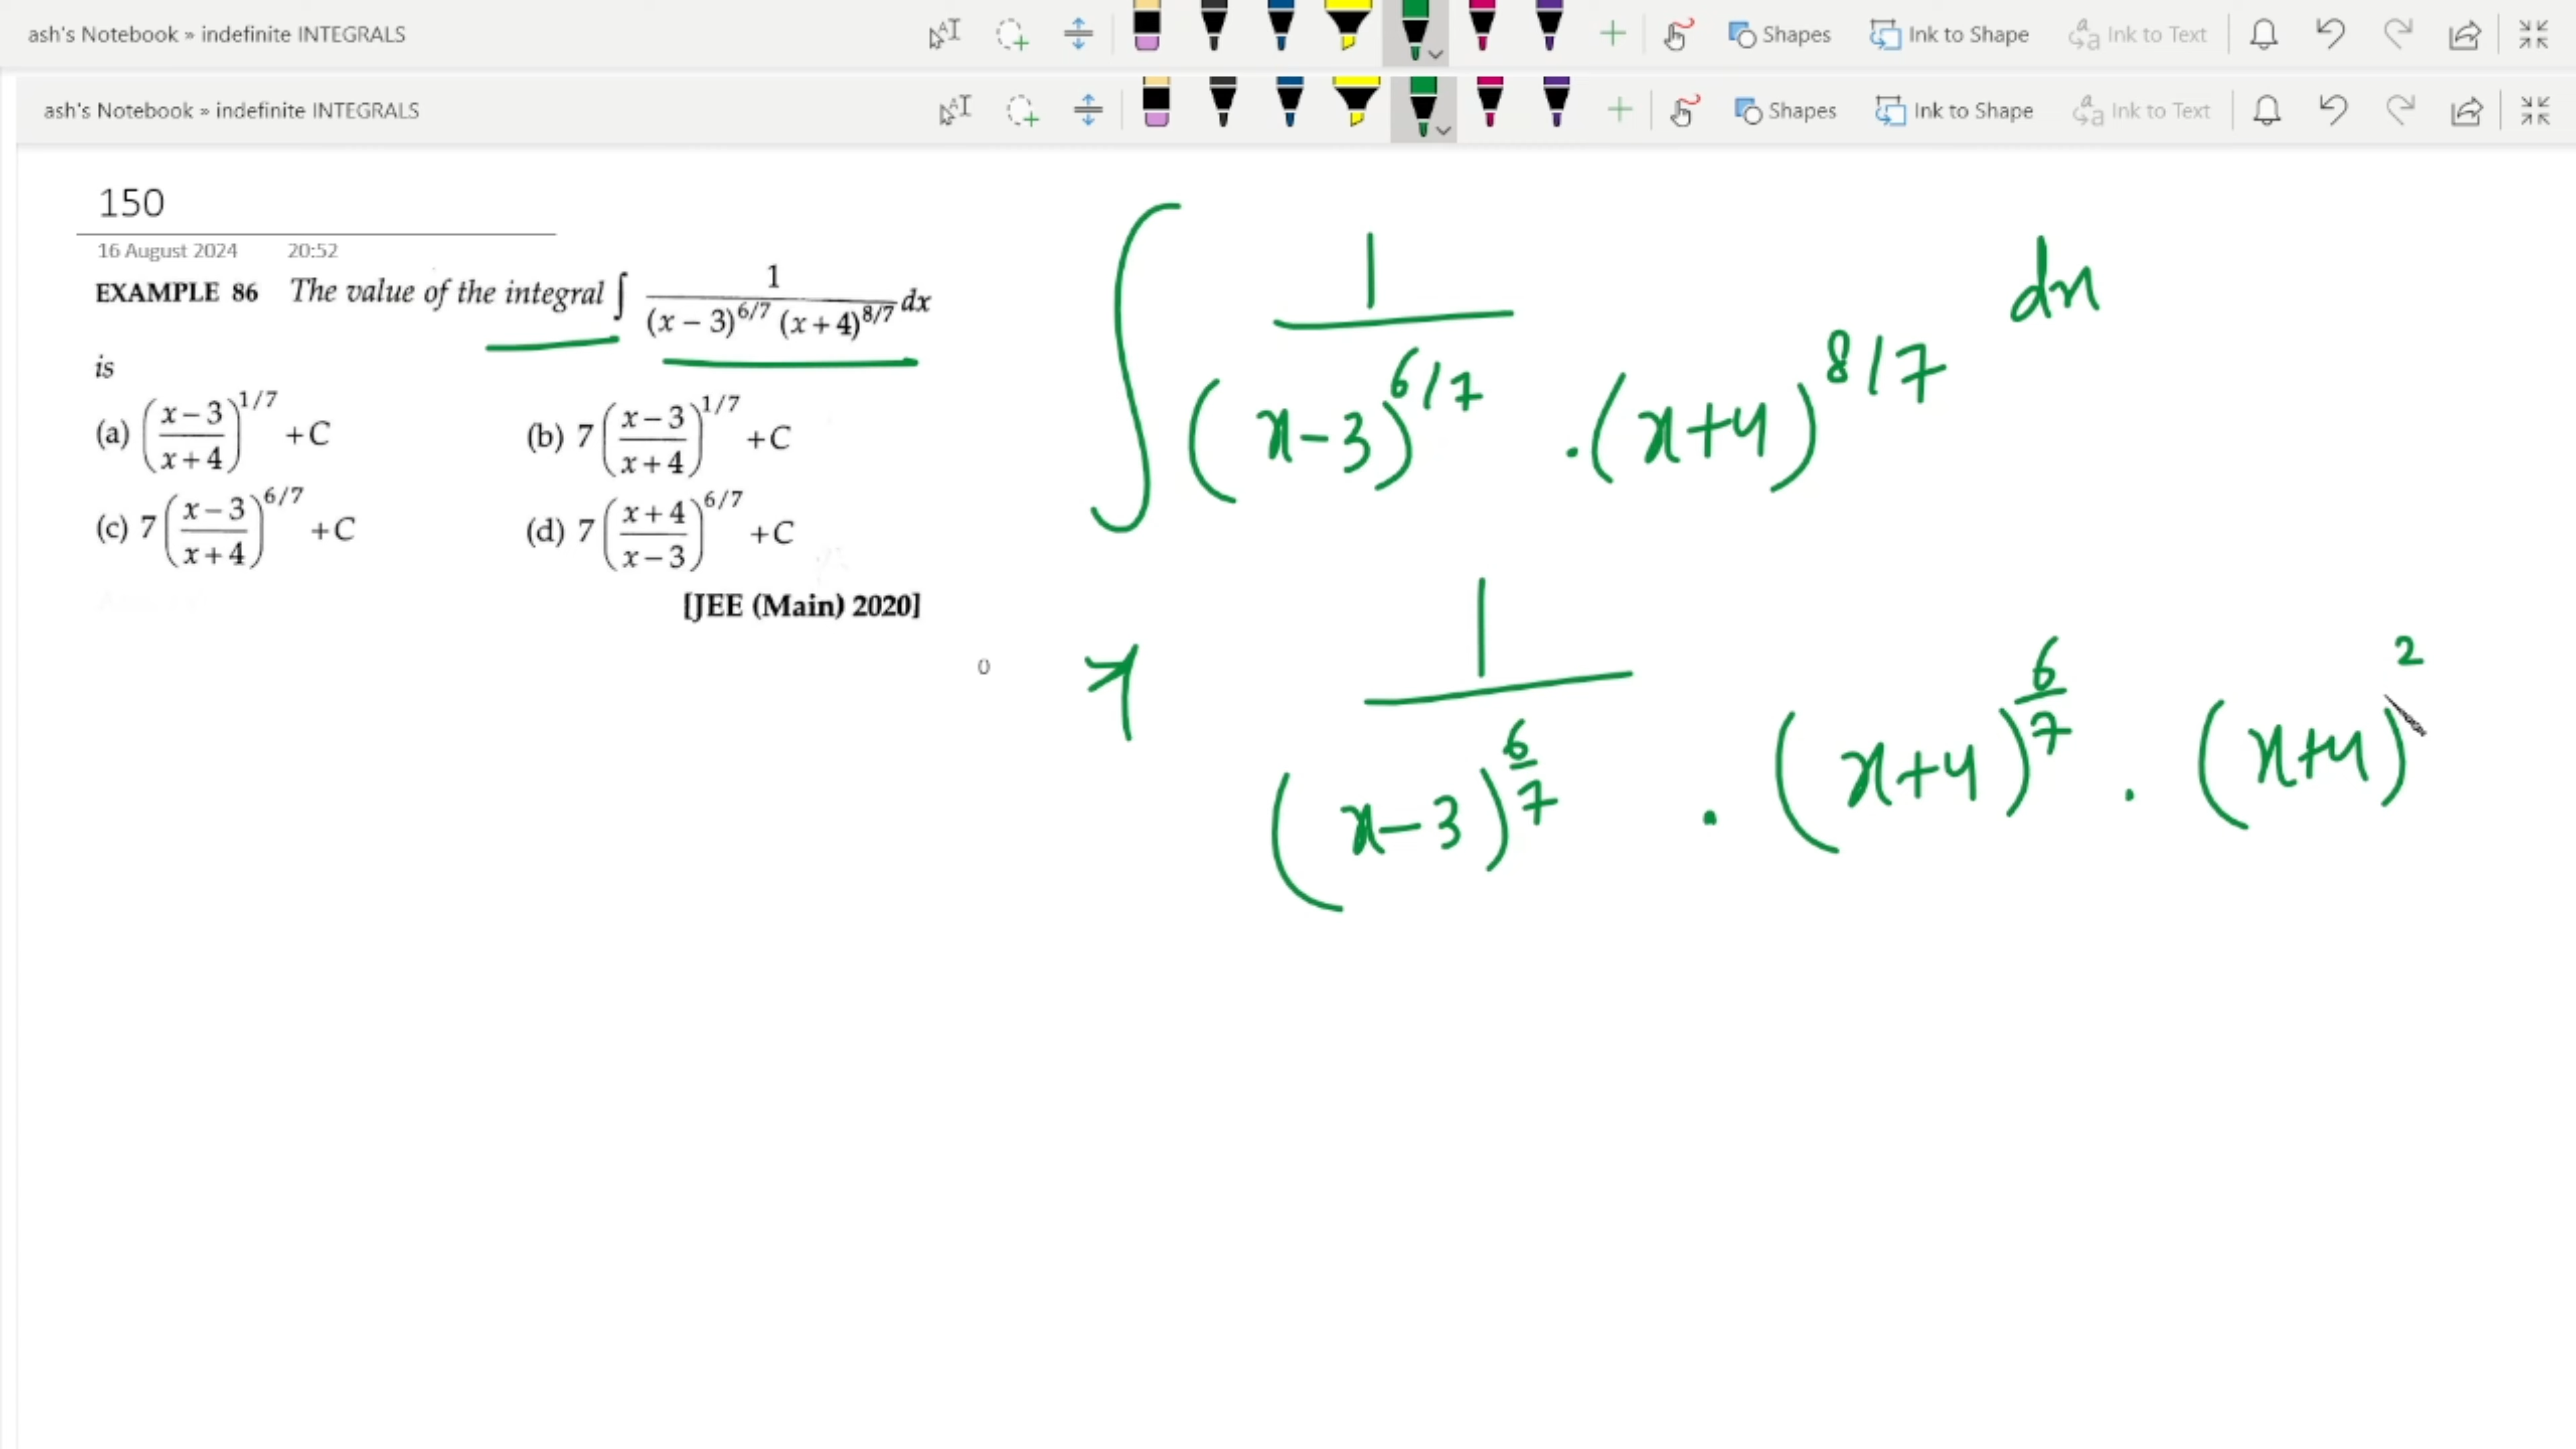 ash's Notebook » indefinite INTEGRALS Shapes Ink to Shape Ink to Text
ash's Notebook » indefinite INTEGRALS Shapes Ink to Shape Ink to Text
150
16 August 2024 20:52
EXAMPLE 86 The value of the integral ∫ 1/((x – 3)^{6/7} (x + 4)^{8/7}) dx
is
(a) ((x – 3)/(x + 4))^{1/7} + C (b) 7 ((x – 3)/(x + 4))^{1/7} + C
(c) 7 ((x – 3)/(x + 4))^{6/7} + C (d) 7 ((x + 4)/(x – 3))^{6/7} + C
[JEE (Main) 2020]
∫ 1/((x-3)^{6/7} . (x+4)^{8/7}) dx
1/((x-3)^{6/7}) . (x+4)^{6/7} . (x+4)^2